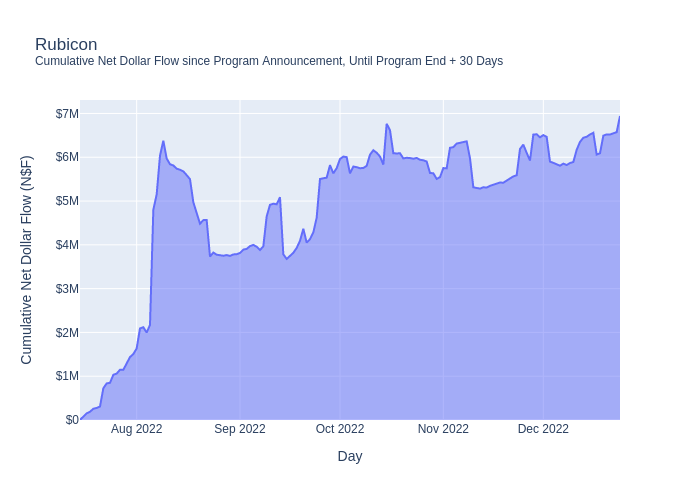 Rubicon
Cumulative Net Dollar Flow since Program Announcement, Until Program End + 30 Days
$7M
$6M
$5M
$4M
$3M
$2M
$1M
$0
Cumulative Net Dollar Flow (N$F)
Aug 2022
Sep 2022
Oct 2022
Nov 2022
Dec 2022
Day